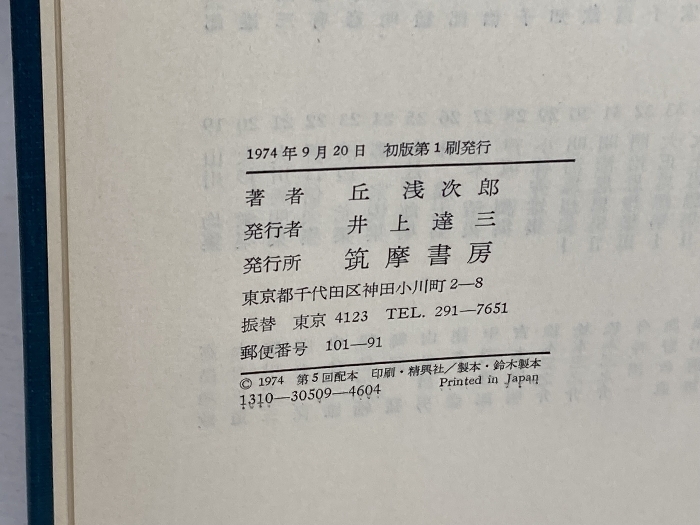 1974年9月20日　初版第1刷発行
著者　丘浅次郎
発行者　井上達三
発行所　筑摩書房
東京都千代田区神田小川町2—8
振替　東京 4123　TEL. 291—7651
郵便番号　101—91
© 1974　第5回配本　印刷・精興社／製本・鈴木製本
1310—30509—4604　Printed in Japan